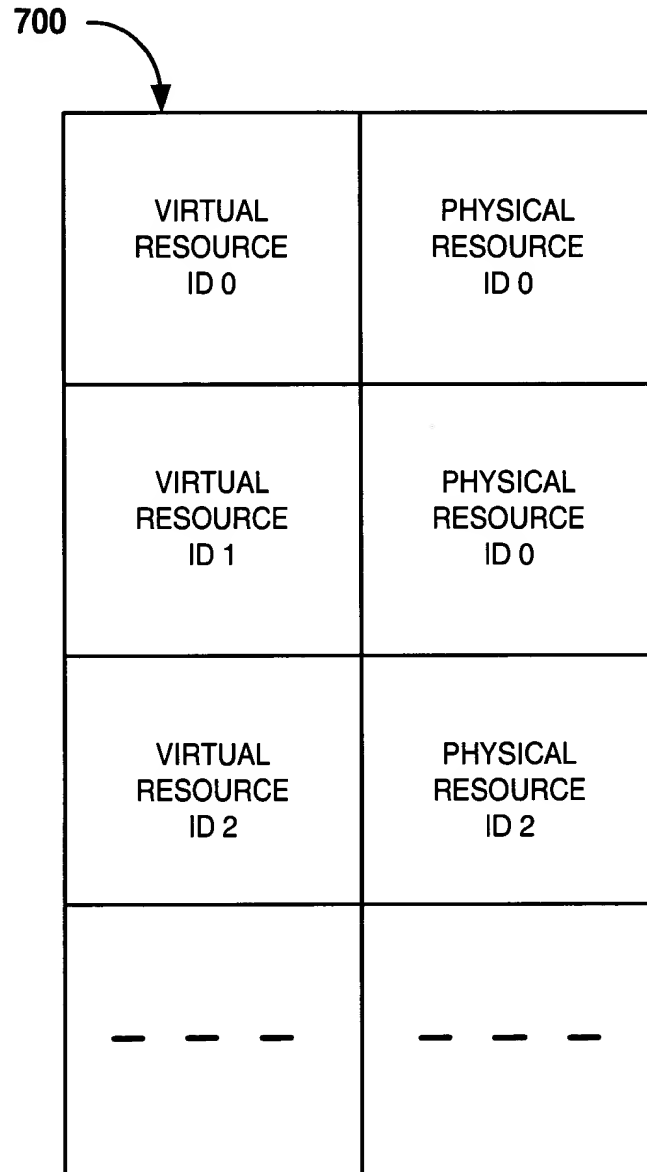 700
VIRTUAL
RESOURCE
ID 0
PHYSICAL
RESOURCE
ID 0
VIRTUAL
RESOURCE
ID 1
PHYSICAL
RESOURCE
ID 0
VIRTUAL
RESOURCE
ID 2
PHYSICAL
RESOURCE
ID 2
— — —
— — —